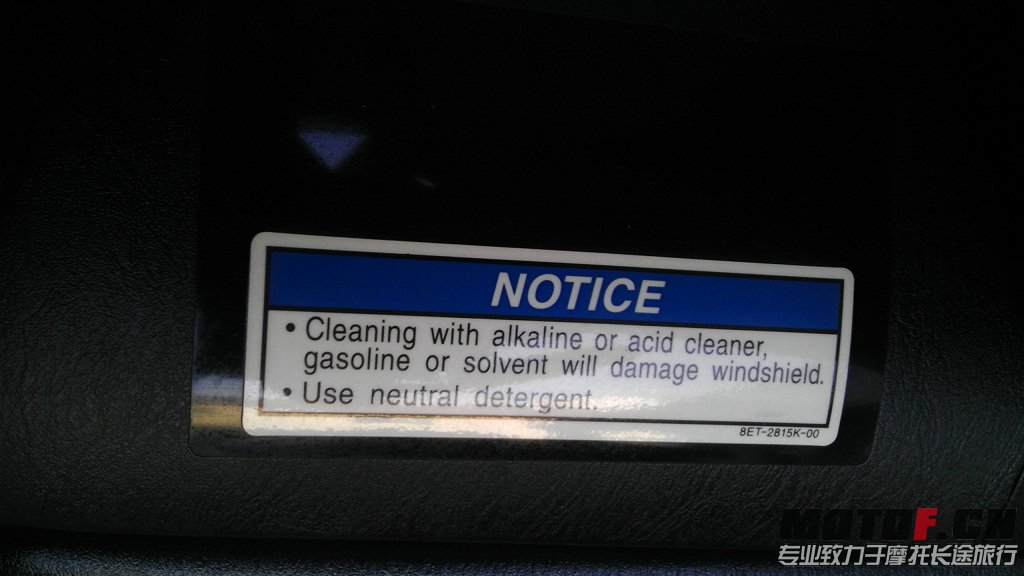 NOTICE
• Cleaning with alkaline or acid cleaner,
gasoline or solvent will damage windshield.
• Use neutral detergent.
8ET-2815K-00
MOTOF.CN
专业致力于摩托长途旅行